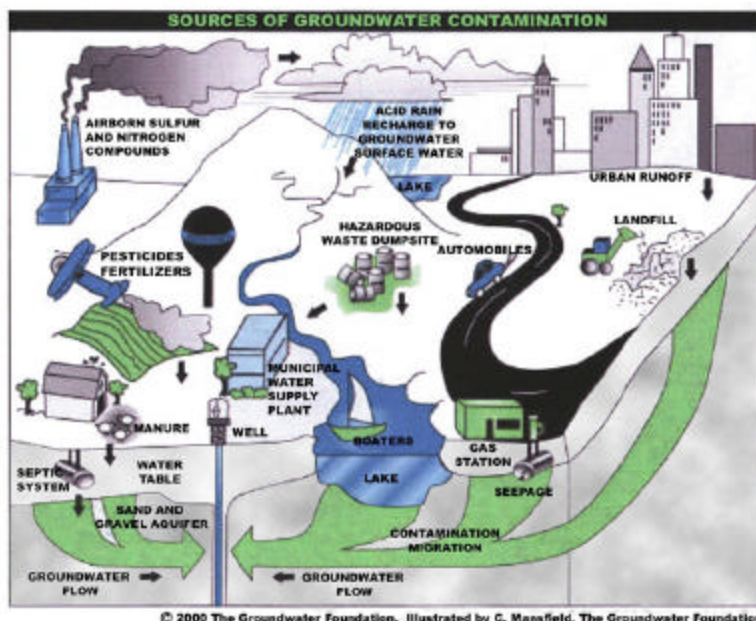 SOURCES OF GROUNDWATER CONTAMINATION
AIRBORN SULFUR
AND NITROGEN
COMPOUNDS
ACID RAIN
RECHARGE TO
GROUNDWATER
SURFACE WATER
LAKE
URBAN RUNOFF
LANDFILL
HAZARDOUS
WASTE DUMPSITE
AUTOMOBILES
PESTICIDES
FERTILIZERS
MUNICIPAL
WATER
SUPPLY
PLANT
MANURE
WELL
BOATERS
GAS
STATION
SEPTIC
SYSTEM
WATER
TABLE
LAKE
SEEPAGE
SAND AND
GRAVEL AQUIFER
CONTAMINATION
MIGRATION
GROUNDWATER
FLOW
GROUNDWATER
FLOW
© 2000 The Groundwater Foundation. Illustrated by C. Mansfield, The Groundwater Foundation